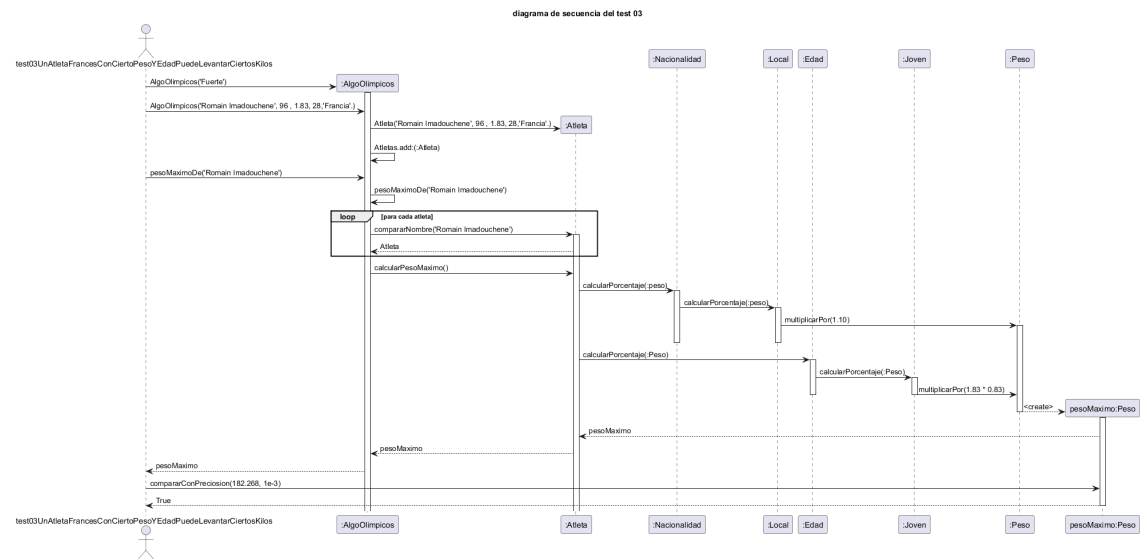 diagrama de secuencia del test 03
test03UnAtletaFrancesConCiertoPesoYEdadPuedeLevantarCiertosKilos
:Nacionalidad
:Local
:Edad
:Joven
:Peso
AlgoOlimpicos('Fuerte')
:AlgoOlimpicos
AlgoOlimpicos('Romain Imadouchene', 96 , 1.83, 28,'Francia'.)
Atleta('Romain Imadouchene', 96 , 1.83, 28,'Francia'.)
:Atleta
Atletas.add:(:Atleta)
pesoMaximoDe('Romain Imadouchene')
pesoMaximoDe('Romain Imadouchene')
loop
[para cada atleta]
compararNombre('Romain Imadouchene')
Atleta
calcularPesoMaximo()
calcularPorcentaje(:peso)
calcularPorcentaje(:peso)
multiplicarPor(1.10)
calcularPorcentaje(:Peso)
calcularPorcentaje(:Peso)
multiplicarPor(1.83 * 0.83)
<create>
pesoMaximo:Peso
pesoMaximo
pesoMaximo
pesoMaximo
compararConPreciosion(182.268, 1e-3)
True
test03UnAtletaFrancesConCiertoPesoYEdadPuedeLevantarCiertosKilos
:AlgoOlimpicos
:Atleta
:Nacionalidad
:Local
:Edad
:Joven
:Peso
pesoMaximo:Peso